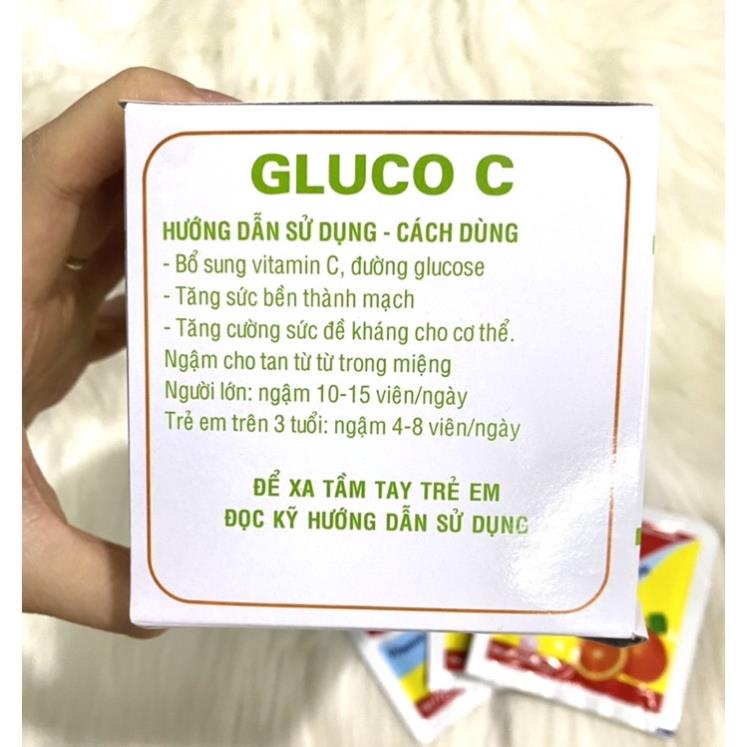 GLUCO C
HƯỚNG DẪN SỬ DỤNG - CÁCH DÙNG
- Bổ sung vitamin C, đường glucose
- Tăng sức bền thành mạch
- Tăng cường sức đề kháng cho cơ thể.
Ngậm cho tan từ từ trong miệng
Người lớn: ngậm 10-15 viên/ngày
Trẻ em trên 3 tuổi: ngậm 4-8 viên/ngày
ĐỂ XA TẦM TAY TRẺ EM
ĐỌC KỸ HƯỚNG DẪN SỬ DỤNG